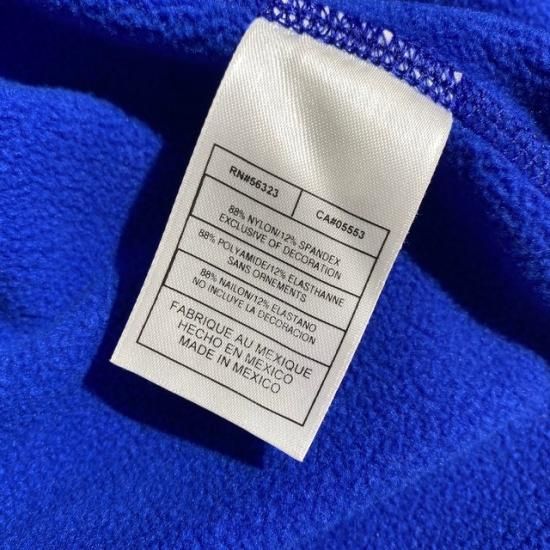 RN#56323 CA#05553
88% NYLON/12% SPANDEX
EXCLUSIVE OF DECORATION
88% POLYAMIDE/12% ELASTHANNE
SANS ORNEMENTS
88% NAILON/12% ELASTANO
NO INCLUYE LA DECORACION
FABRIQUE AU MEXIQUE
HECHO EN MEXICO
MADE IN MEXICO